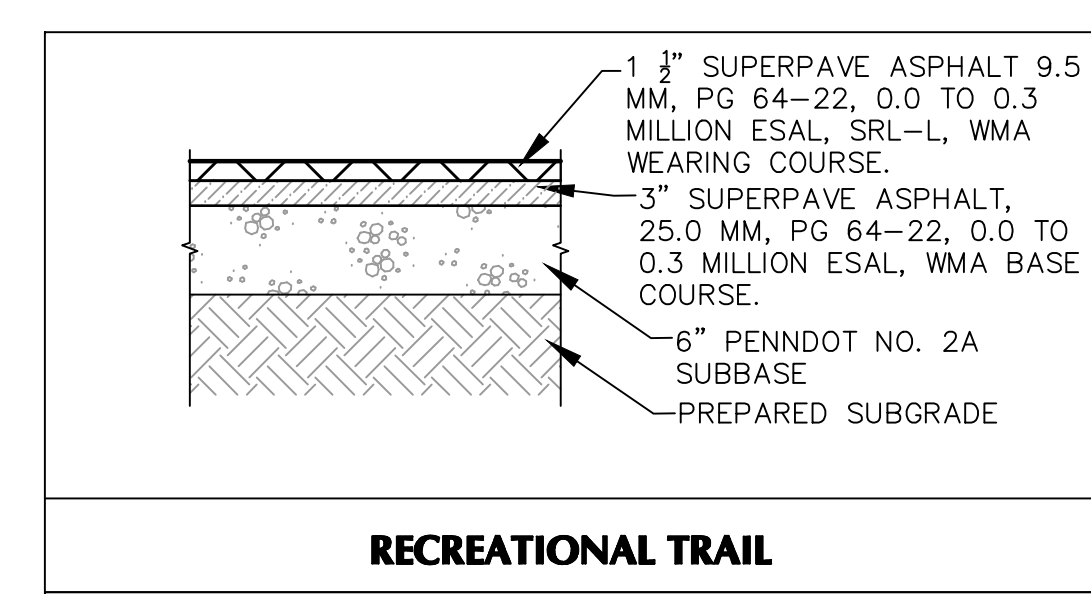 1 ½" SUPERPAVE ASPHALT 9.5
MM, PG 64-22, 0.0 TO 0.3
MILLION ESAL, SRL-L, WMA
WEARING COURSE.
3" SUPERPAVE ASPHALT,
25.0 MM, PG 64-22, 0.0 TO
0.3 MILLION ESAL, WMA BASE
COURSE.
6" PENNDOT NO. 2A
SUBBASE
PREPARED SUBGRADE
RECREATIONAL TRAIL